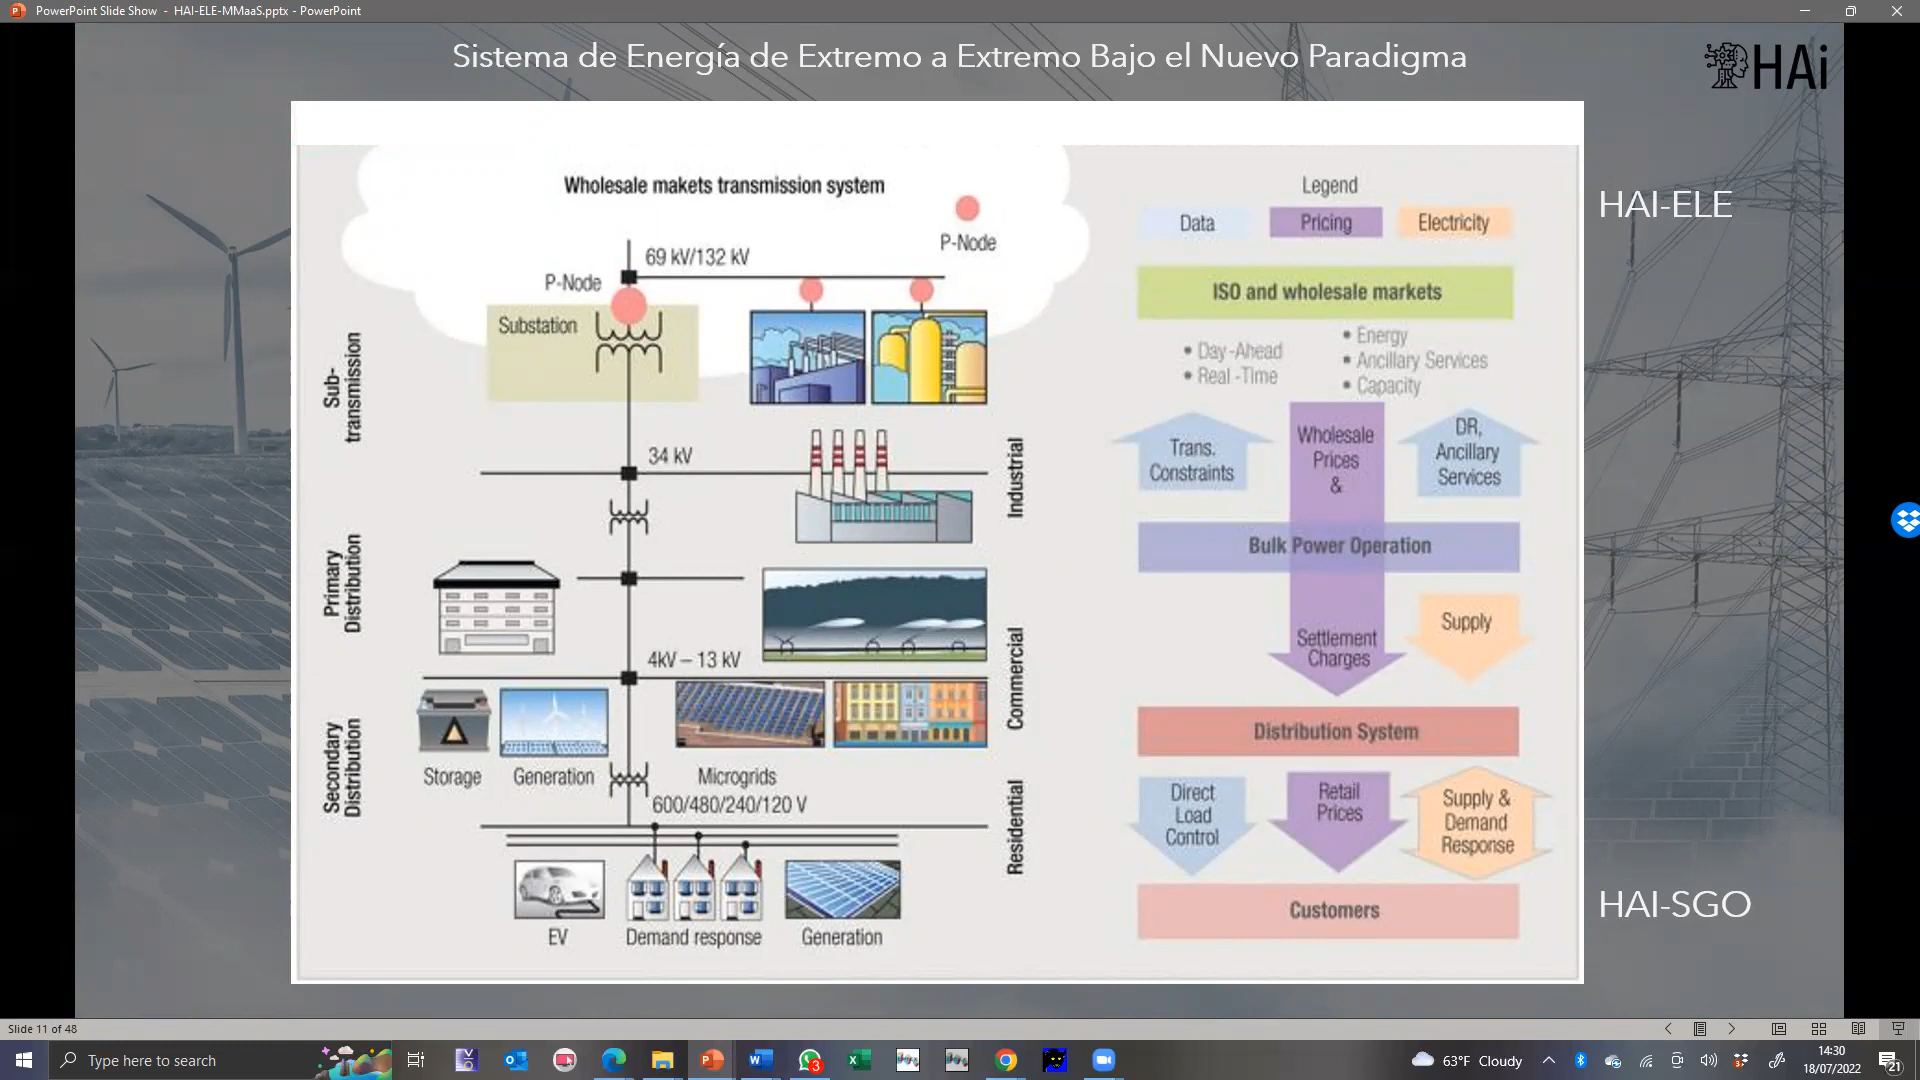 PowerPoint Slide Show - HAI-ELE-MMaaS.pptx - PowerPoint
Sistema de Energía de Extremo a Extremo Bajo el Nuevo Paradigma
HAi
HAI-ELE
Wholesale makets transmission system
P-Node
69 kV/132 kV
P-Node
Substation
Sub-
transmission
34 kV
Industrial
Primary
Distribution
4kV – 13 kV
Commercial
Secondary
Distribution
Storage
Generation
Microgrids
600/480/240/120 V
Residential
EV
Demand response
Generation
Legend
Data
Pricing
Electricity
ISO and wholesale markets
• Day -Ahead
• Real -Time
• Energy
• Ancillary Services
• Capacity
Trans.
Constraints
Wholesale
Prices
&
DR,
Ancillary
Services
Bulk Power Operation
Settlement
Charges
Supply
Distribution System
Direct
Load
Control
Retail
Prices
Supply &
Demand
Response
Customers
HAI-SGO
Slide 11 of 48
Type here to search
3
63°F Cloudy
14:30
18/07/2022
21